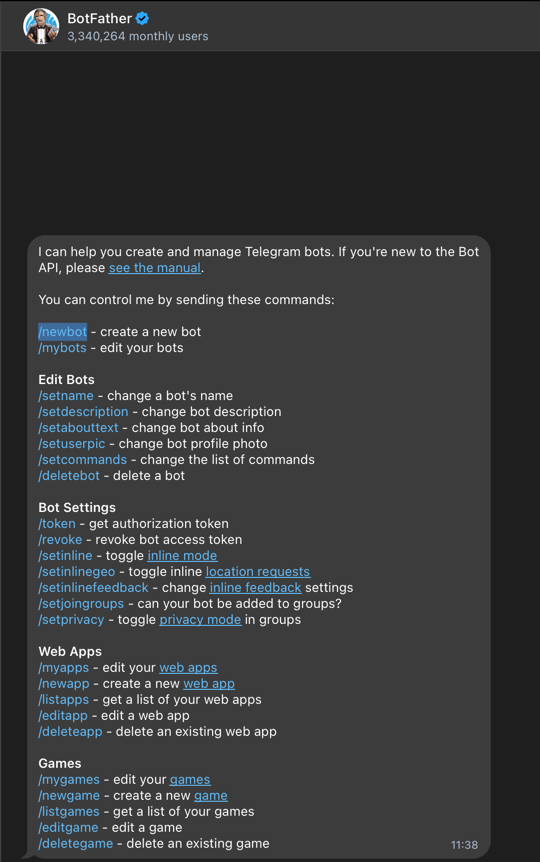 BotFather
3,340,264 monthly users
I can help you create and manage Telegram bots. If you're new to the Bot
API, please see the manual.
You can control me by sending these commands:
/newbot - create a new bot
/mybots - edit your bots
Edit Bots
/setname - change a bot's name
/setdescription - change bot description
/setabouttext - change bot about info
/setuserpic - change bot profile photo
/setcommands - change the list of commands
/deletebot - delete a bot
Bot Settings
/token - get authorization token
/revoke - revoke bot access token
/setinline - toggle inline mode
/setinlinegeo - toggle inline location requests
/setinlinefeedback - change inline feedback settings
/setjoingroups - can your bot be added to groups?
/setprivacy - toggle privacy mode in groups
Web Apps
/myapps - edit your web apps
/newapp - create a new web app
/listapps - get a list of your web apps
/editapp - edit a web app
/deleteapp - delete an existing web app
Games
/mygames - edit your games
/newgame - create a new game
/listgames - get a list of your games
/editgame - edit a game
/deletegame - delete an existing game
11:38